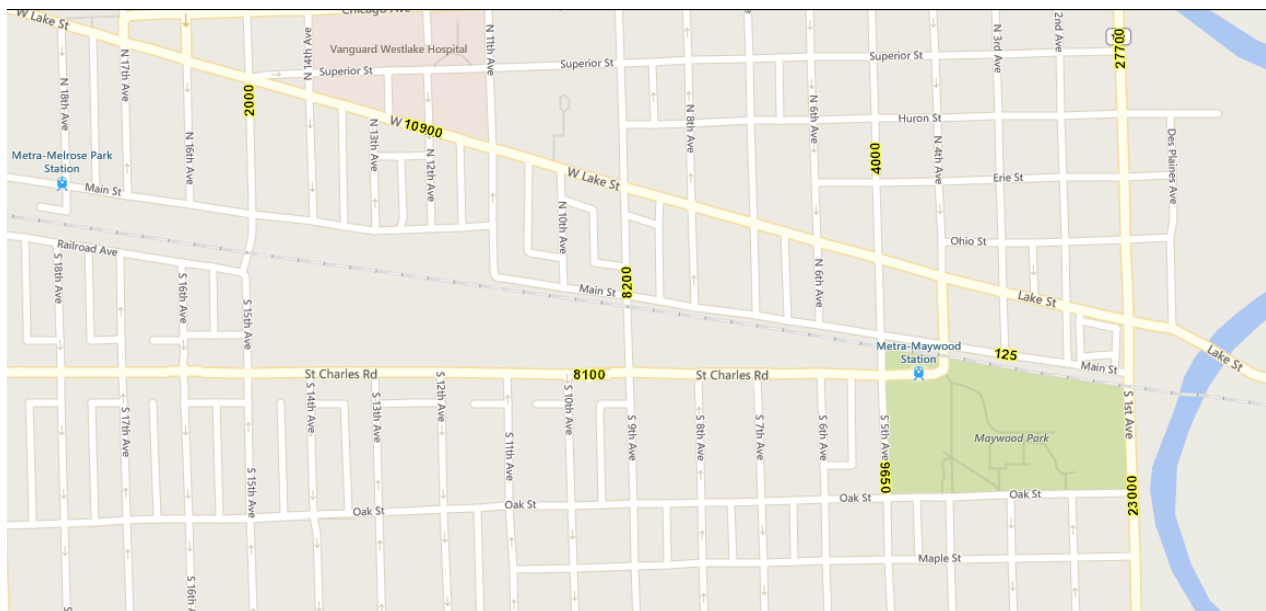 Chicago Ave
W Lake St
N 11th Ave
N 3rd Ave
2nd Ave
N 14th Ave
Vanguard Westlake Hospital
27700
N 17th Ave
Superior St
Superior St
Superior St
N 18th Ave
2000
N 6th Ave
N 8th Ave
W
10900
Huron St
N 16th Ave
N 13th Ave
N 12th Ave
4000
N 4th Ave
Des Plaines Ave
Metra-Melrose Park
Station
Main St
W Lake St
Erie St
N 10th Ave
Railroad Ave
Ohio St
S 18th Ave
S 16th Ave
S 15th Ave
Main St
8200
N 6th Ave
Lake St
Metra-Maywood
Station
125
Lake St
Main St
St Charles Rd
8100
St Charles Rd
S 17th Ave
S 14th Ave
S 13th Ave
S 12th Ave
S 11th Ave
S 10th Ave
S 9th Ave
S 8th Ave
S 7th Ave
S 6th Ave
S 5th Ave
S 1st Ave
Maywood Park
S 15th Ave
9650
23000
Oak St
Oak St
Oak St
Oak St
Maple St
S 16th Ave